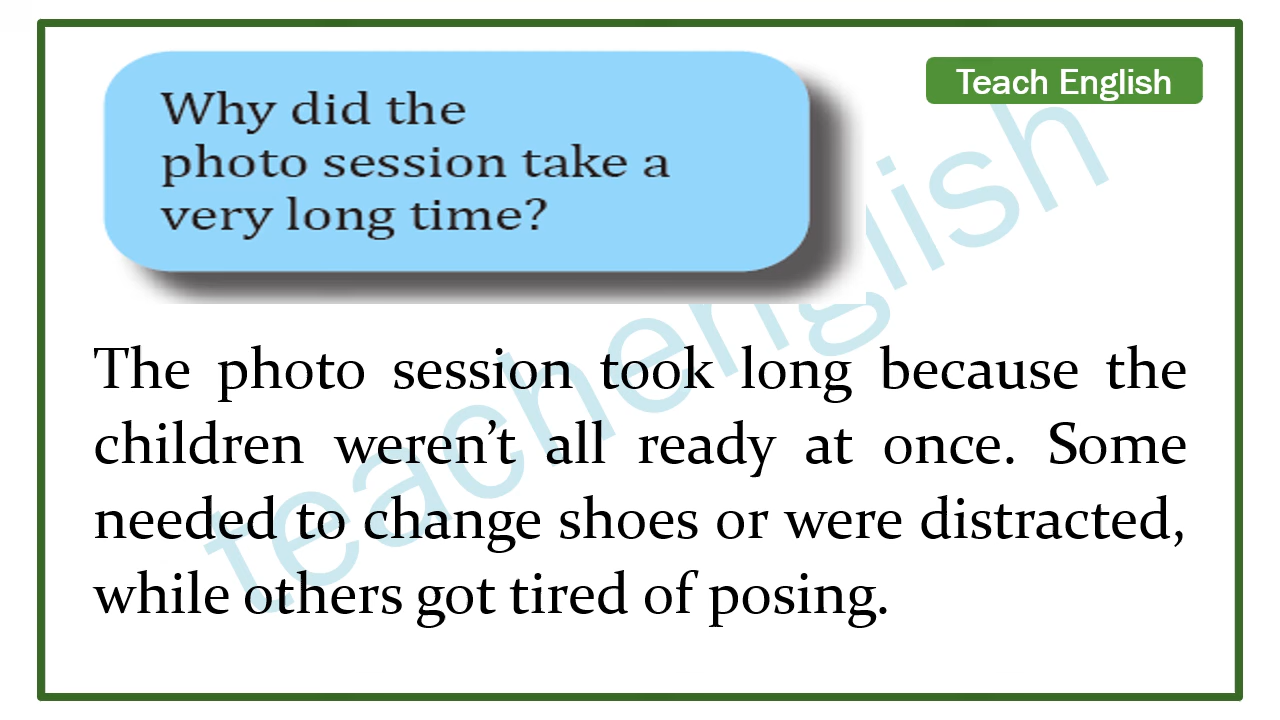 Why did the
photo session take a
very long time?
Teach English
The photo session took long because the
children weren’t all ready at once. Some
needed to change shoes or were distracted,
while others got tired of posing.
teachenglish